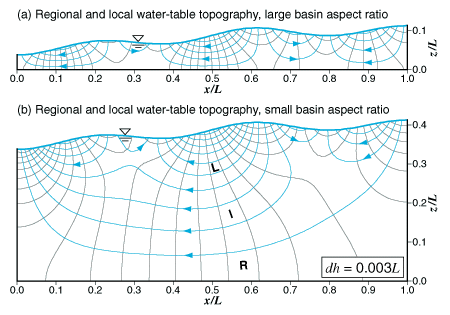 (a) Regional and local water-table topography, large basin aspect ratio
0.1
0.0
z/L
0.0 0.1 0.2 0.3 0.4 0.5 0.6 0.7 0.8 0.9 1.0
x/L
(b) Regional and local water-table topography, small basin aspect ratio
0.4
0.3
0.2
0.1
0.0
z/L
L
I
R
dh = 0.003L
0.0 0.1 0.2 0.3 0.4 0.5 0.6 0.7 0.8 0.9 1.0
x/L